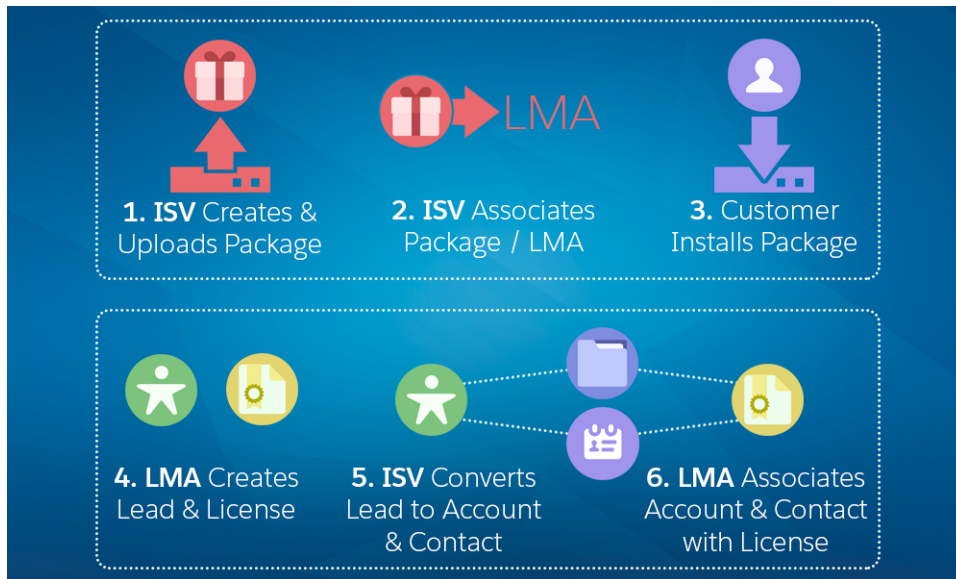 LMA
1. ISV Creates &
Uploads Package
2. ISV Associates
Package / LMA
3. Customer
Installs Package
4. LMA Creates
Lead & License
5. ISV Converts
Lead to Account
& Contact
6. LMA Associates
Account & Contact
with License